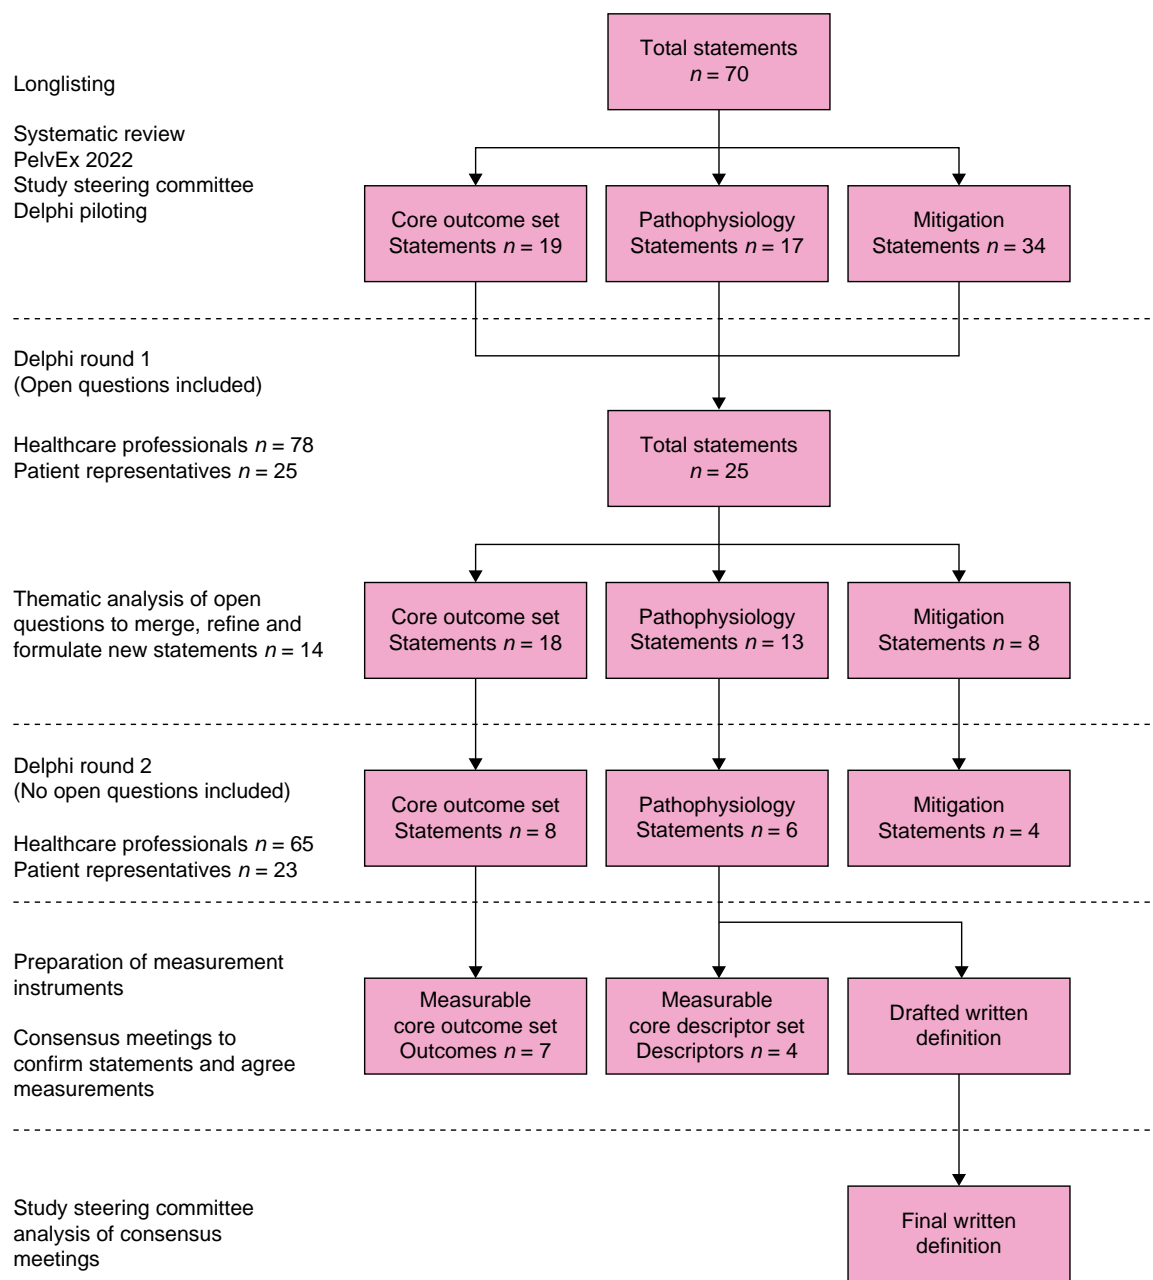 Total statements
n = 70
Longlisting
Systematic review
PelvEx 2022
Study steering committee
Delphi piloting
Core outcome set
Statements n = 19
Pathophysiology
Statements n = 17
Mitigation
Statements n = 34
Delphi round 1
(Open questions included)
Healthcare professionals n = 78
Patient representatives n = 25
Total statements
n = 25
Thematic analysis of open
questions to merge, refine and
formulate new statements n = 14
Core outcome set
Statements n = 18
Pathophysiology
Statements n = 13
Mitigation
Statements n = 8
Delphi round 2
(No open questions included)
Healthcare professionals n = 65
Patient representatives n = 23
Core outcome set
Statements n = 8
Pathophysiology
Statements n = 6
Mitigation
Statements n = 4
Preparation of measurement
instruments
Consensus meetings to
confirm statements and agree
measurements
Measurable
core outcome set
Outcomes n = 7
Measurable
core descriptor set
Descriptors n = 4
Drafted written
definition
Study steering committee
analysis of consensus
meetings
Final written
definition